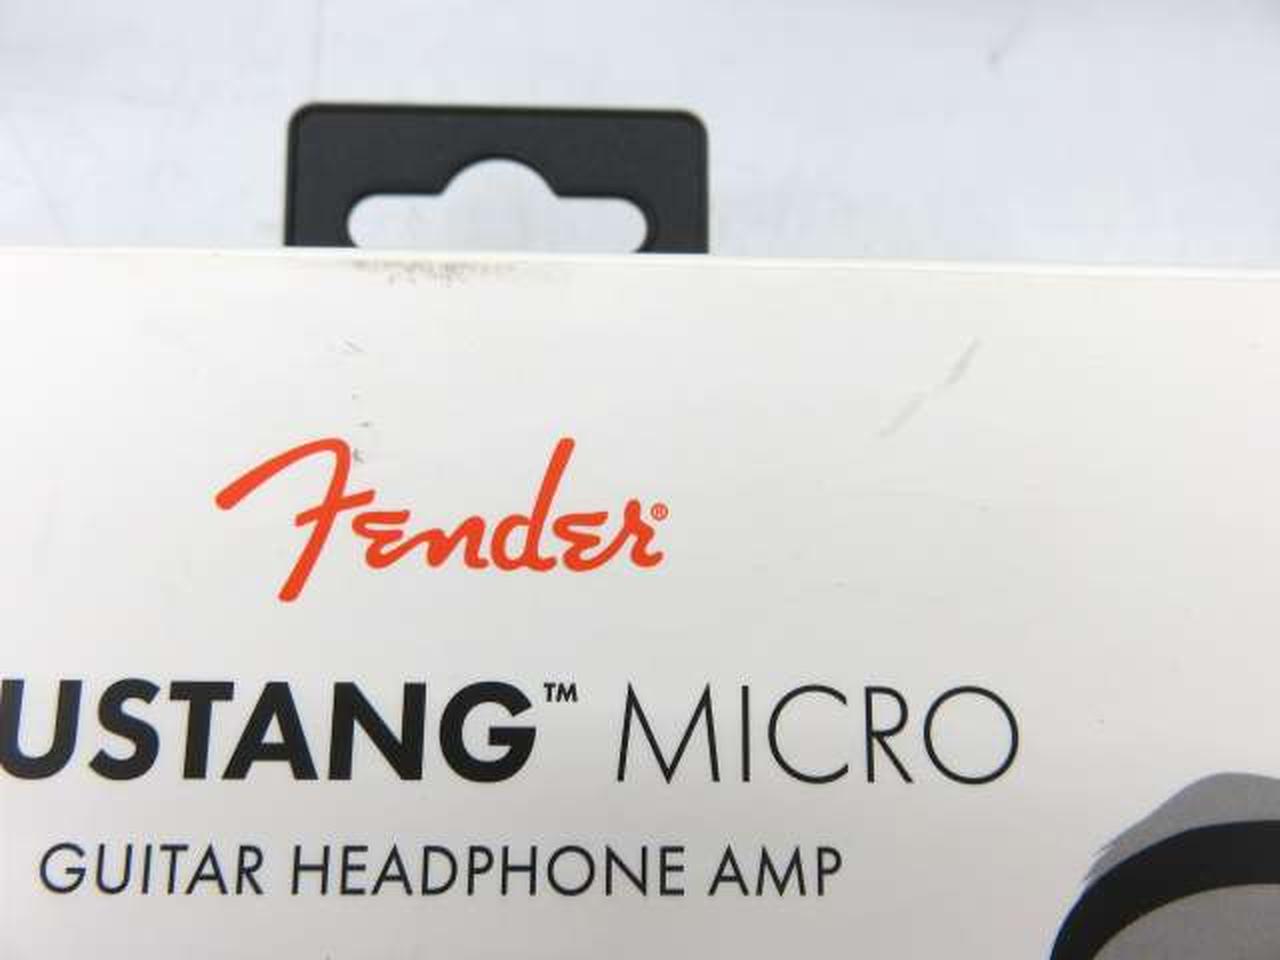 Fender®
USTANG™ MICRO
GUITAR HEADPHONE AMP